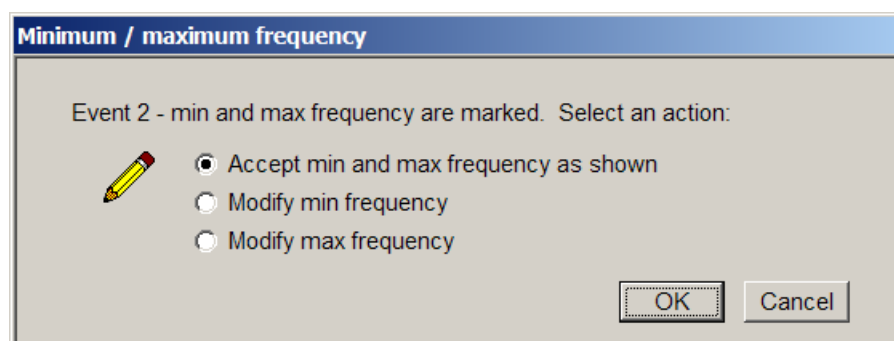 Minimum / maximum frequency
Event 2 - min and max frequency are marked.  Select an action:
Accept min and max frequency as shown
Modify min frequency
Modify max frequency
OK Cancel